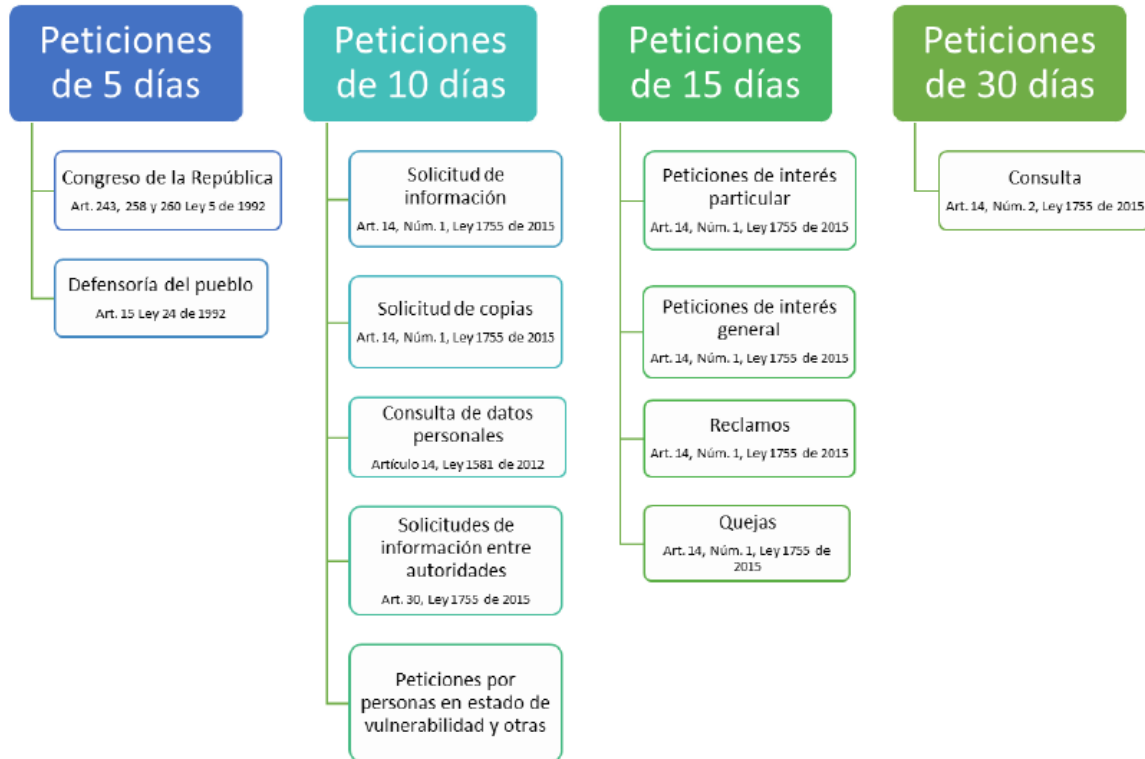 Peticiones
de 5 días
Congreso de la República
Art. 243, 258 y 260 Ley 5 de 1992
Defensoría del pueblo
Art. 15 Ley 24 de 1992
Peticiones
de 10 días
Solicitud de
información
Art. 14, Núm. 1, Ley 1755 de 2015
Solicitud de copias
Art. 14, Núm. 1, Ley 1755 de 2015
Consulta de datos
personales
Artículo 14, Ley 1581 de 2012
Solicitudes de
información entre
autoridades
Art. 30, Ley 1755 de 2015
Peticiones por
personas en estado de
vulnerabilidad y otras
Peticiones
de 15 días
Peticiones de interés
particular
Art. 14, Núm. 1, Ley 1755 de 2015
Peticiones de interés
general
Art. 14, Núm. 1, Ley 1755 de 2015
Reclamos
Art. 14, Núm. 1, Ley 1755 de 2015
Quejas
Art. 14, Núm. 1, Ley 1755 de
2015
Peticiones
de 30 días
Consulta
Art. 14, Núm. 2, Ley 1755 de 2015